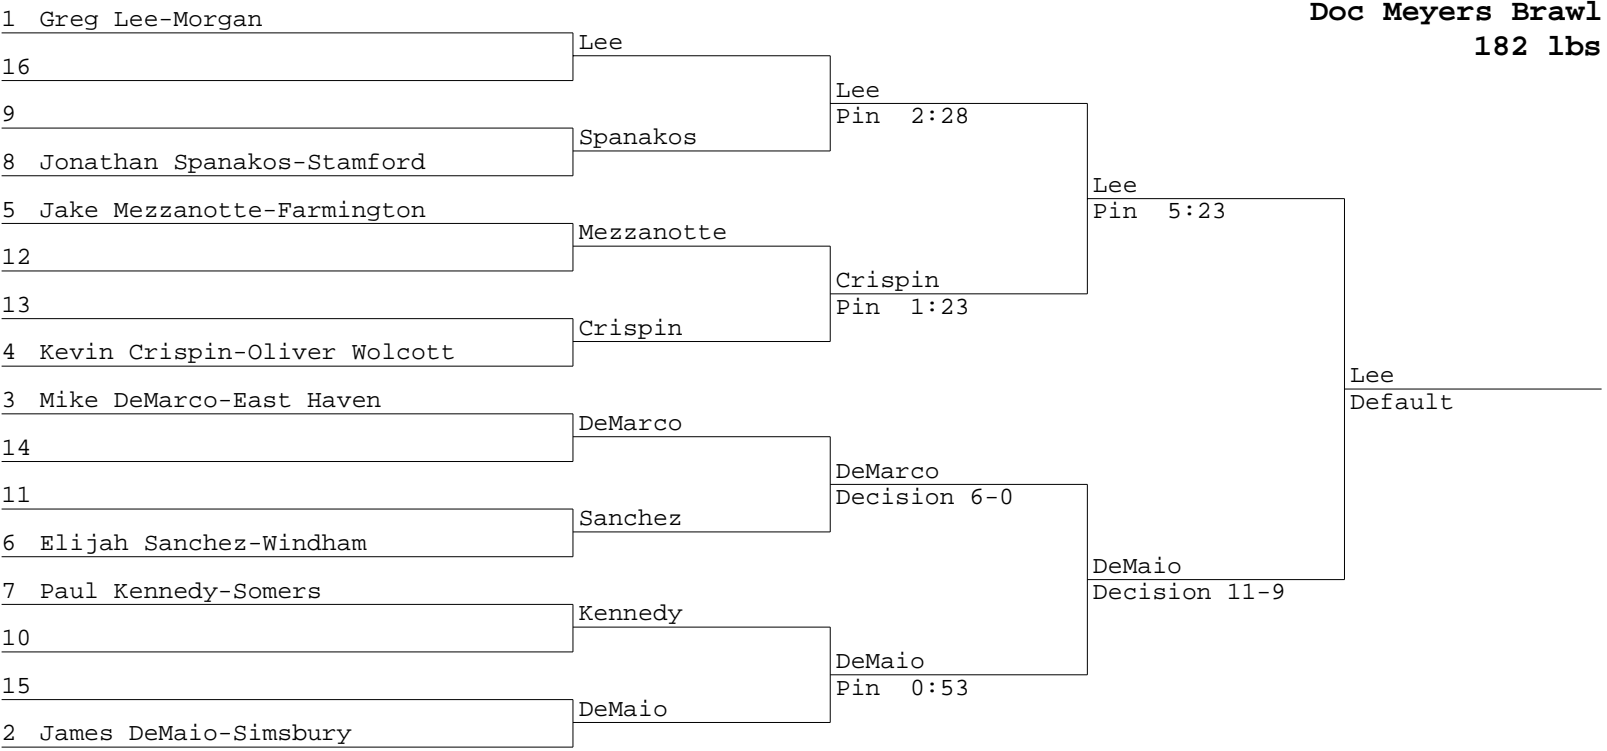 Doc Meyers Brawl
182 lbs
1 Greg Lee-Morgan
16
9
8 Jonathan Spanakos-Stamford
5 Jake Mezzanotte-Farmington
12
13
4 Kevin Crispin-Oliver Wolcott
3 Mike DeMarco-East Haven
14
11
6 Elijah Sanchez-Windham
7 Paul Kennedy-Somers
10
15
2 James DeMaio-Simsbury
Lee
Spanakos
Mezzanotte
Crispin
DeMarco
Sanchez
Kennedy
DeMaio
Lee
Pin 2:28
Crispin
Pin 1:23
DeMarco
Decision 6-0
DeMaio
Pin 0:53
Lee
Pin 5:23
DeMaio
Decision 11-9
Lee
Default